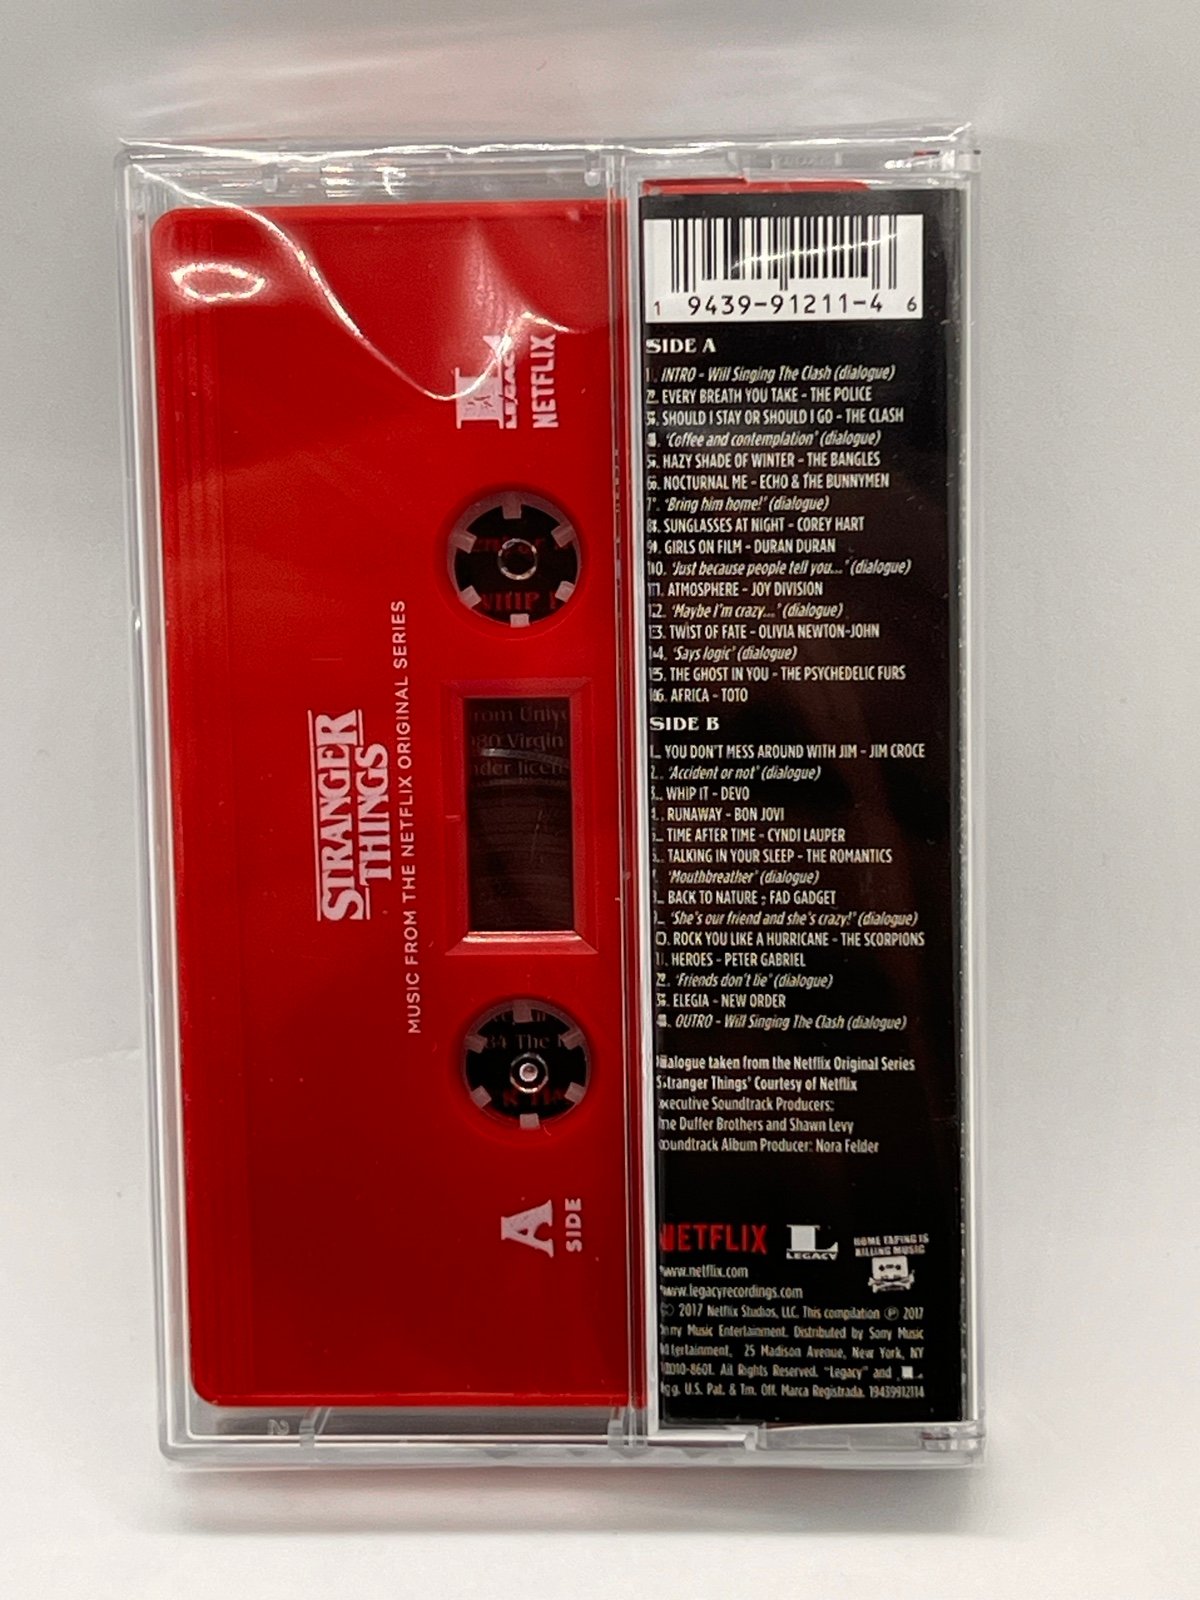 LEGACY
NETFLIX
STRANGER
THINGS
MUSIC FROM THE NETFLIX ORIGINAL SERIES
A
SIDE
1 9439-91211-4 6
SIDE A
1. INTRO - Will Singing The Clash (dialogue)
2. EVERY BREATH YOU TAKE - THE POLICE
3. SHOULD I STAY OR SHOULD I GO - THE CLASH
4. 'Coffee and contemplation' (dialogue)
5. HAZY SHADE OF WINTER - THE BANGLES
6. NOCTURNAL ME - ECHO & THE BUNNYMEN
7. 'Bring him home!' (dialogue)
8. SUNGLASSES AT NIGHT - COREY HART
9. GIRLS ON FILM - DURAN DURAN
10. 'Just because people tell you...' (dialogue)
11. ATMOSPHERE - JOY DIVISION
12. 'Maybe I'm crazy...' (dialogue)
13. TWIST OF FATE - OLIVIA NEWTON-JOHN
14. 'Says logic' (dialogue)
15. THE GHOST IN YOU - THE PSYCHEDELIC FURS
16. AFRICA - TOTO
SIDE B
YOU DON'T MESS AROUND WITH JIM - JIM CROCE
'Accident or not' (dialogue)
WHIP IT - DEVO
RUNAWAY - BON JOVI
TIME AFTER TIME - CYNDI LAUPER
TALKING IN YOUR SLEEP - THE ROMANTICS
'Mouthbreather' (dialogue)
BACK TO NATURE - FAD GADGET
'She's our friend and she's crazy!' (dialogue)
ROCK YOU LIKE A HURRICANE - THE SCORPIONS
HEROES - PETER GABRIEL
'Friends don't lie' (dialogue)
ELEGIA - NEW ORDER
OUTRO - Will Singing The Clash (dialogue)
Dialogue taken from the Netflix Original Series
'Stranger Things' Courtesy of Netflix
Executive Soundtrack Producers:
The Duffer Brothers and Shawn Levy
Soundtrack Album Producer: Nora Felder
NETFLIX
LEGACY
HOME TAPING IS
KILLING MUSIC
www.netflix.com
www.legacyrecordings.com
© 2017 Netflix Studios, LLC. This compilation ℗ 2017
Sony Music Entertainment. Distributed by Sony Music
Entertainment, 25 Madison Avenue, New York, NY
10010-8601. All Rights Reserved. "Legacy" and
Reg. U.S. Pat. & Tm. Off. Marca Registrada. 19439912114